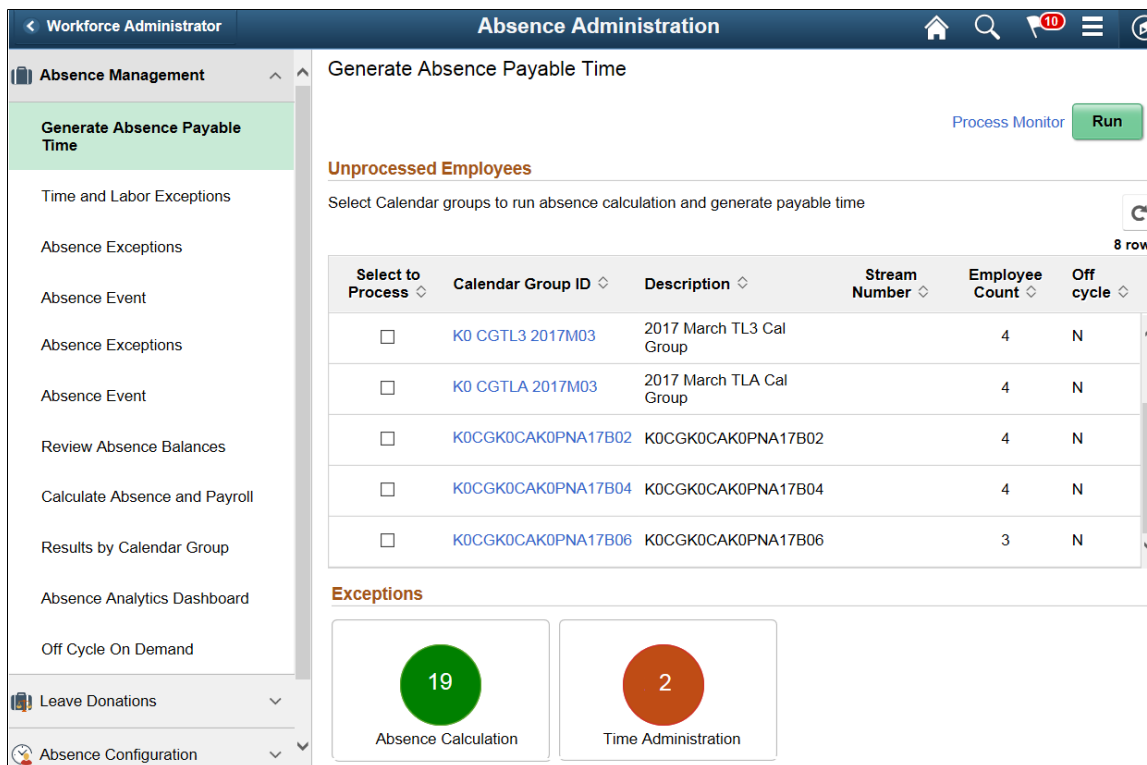 Workforce Administrator
Absence Administration
10
Absence Management
Generate Absence Payable
Time
Time and Labor Exceptions
Absence Exceptions
Absence Event
Absence Exceptions
Absence Event
Review Absence Balances
Calculate Absence and Payroll
Results by Calendar Group
Absence Analytics Dashboard
Off Cycle On Demand
Leave Donations
Absence Configuration
Generate Absence Payable Time
Process Monitor
Run
Unprocessed Employees
Select Calendar groups to run absence calculation and generate payable time
8 row
Select to
Process
Calendar Group ID
Description
Stream
Number
Employee
Count
Off
cycle
K0 CGTL3 2017M03
2017 March TL3 Cal
Group
4
N
K0 CGTLA 2017M03
2017 March TLA Cal
Group
4
N
K0CGK0CAK0PNA17B02 K0CGK0CAK0PNA17B02 4 N
K0CGK0CAK0PNA17B04 K0CGK0CAK0PNA17B04 4 N
K0CGK0CAK0PNA17B06 K0CGK0CAK0PNA17B06 3 N
Exceptions
19
Absence Calculation
2
Time Administration